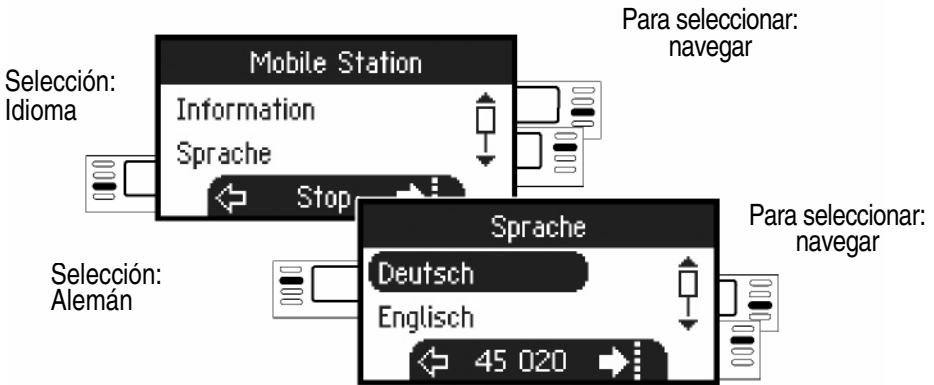 Para seleccionar:
navegar
Mobile Station
Selección:
Idioma
Information
Sprache
Stop
Sprache
Para seleccionar:
navegar
Selección:
Alemán
Deutsch
Englisch
45 020